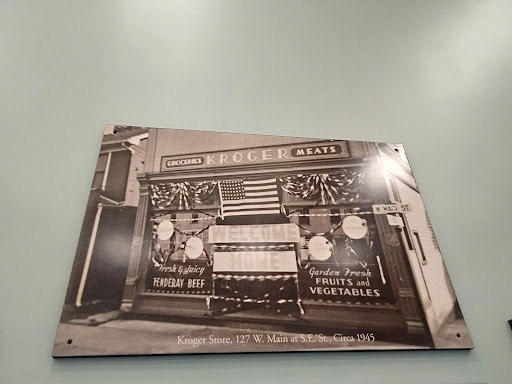 GROCERIES KROGER MEATS
W. MAIN ST.
WELCOME
HOME
Fresh & Juicy
TENDERAY BEEF
Garden Fresh
FRUITS and
VEGETABLES
Kroger Store, 127 W. Main at S.E. St., Circa 1945